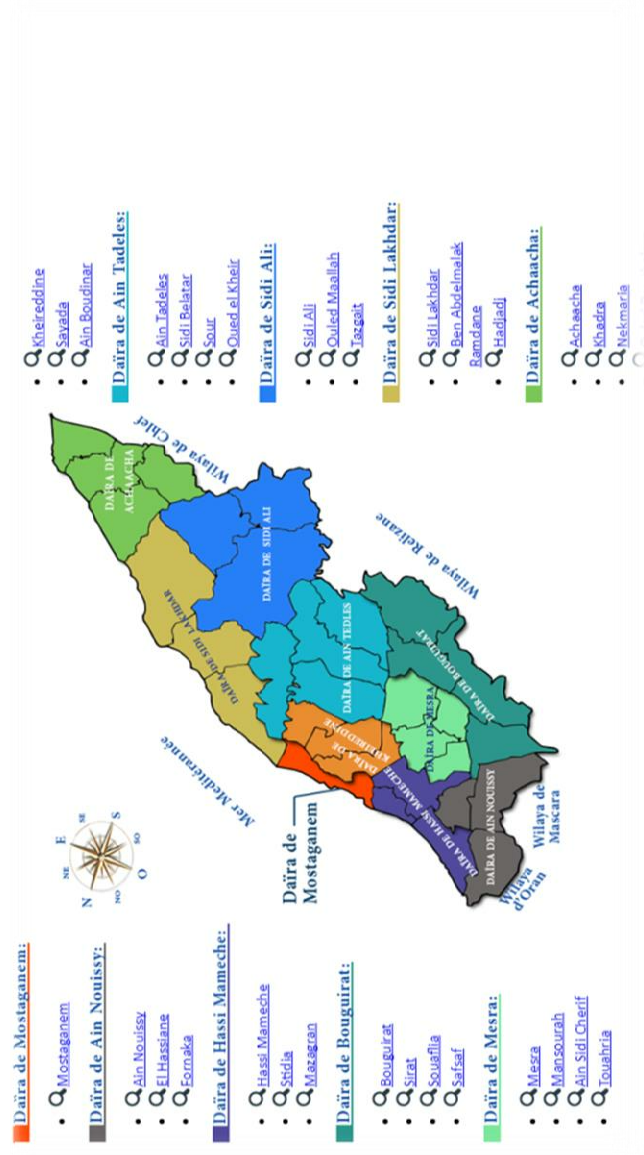 Daïra de Mostaganem:
Mostaganem
Daïra de Ain Nouissy:
Ain Nouissy
El Hassiane
Fornaka
Daïra de Hassi Mameche:
Hassi Mameche
Stidia
Mazagran
Daïra de Bouguirat:
Bouguirat
Sirat
Souaflia
Safsaf
Daïra de Mesra:
Mesra
Mansourah
Ain Sidi Cherif
Touahria
N
NE
E
SE
S
SO
O
NO
Mer Mediterrannée
Daïra de
Mostaganem
DAÏRA DE
ACHAACHA
DAÏRA DE SIDI LAKHDAR
DAÏRA DE SIDI ALI
DAÏRA DE AIN TEDLES
DAÏRA DE
KHEIREDDINE
DAÏRA DE MESRA
DAÏRA DE BOUGUIRAT
DAÏRA DE HASSI MAMECHE
DAÏRA DE AIN NOUISSY
Wilaya de Chlef
Wilaya de Relizane
Wilaya de
Mascara
Wilaya
d'Oran
Kheireddine
Sayada
Ain Boudinar
Daïra de Ain Tadeles:
Ain Tadeles
Sidi Belatar
Sour
Oued el Kheir
Daïra de Sidi Ali:
Sidi Ali
Ouled Maallah
Tazgait
Daïra de Sidi Lakhdar:
Sidi Lakhdar
Ben Abdelmalak
Ramdane
Hadjadj
Daïra de Achaacha:
Achaacha
Khadra
Nekmaria